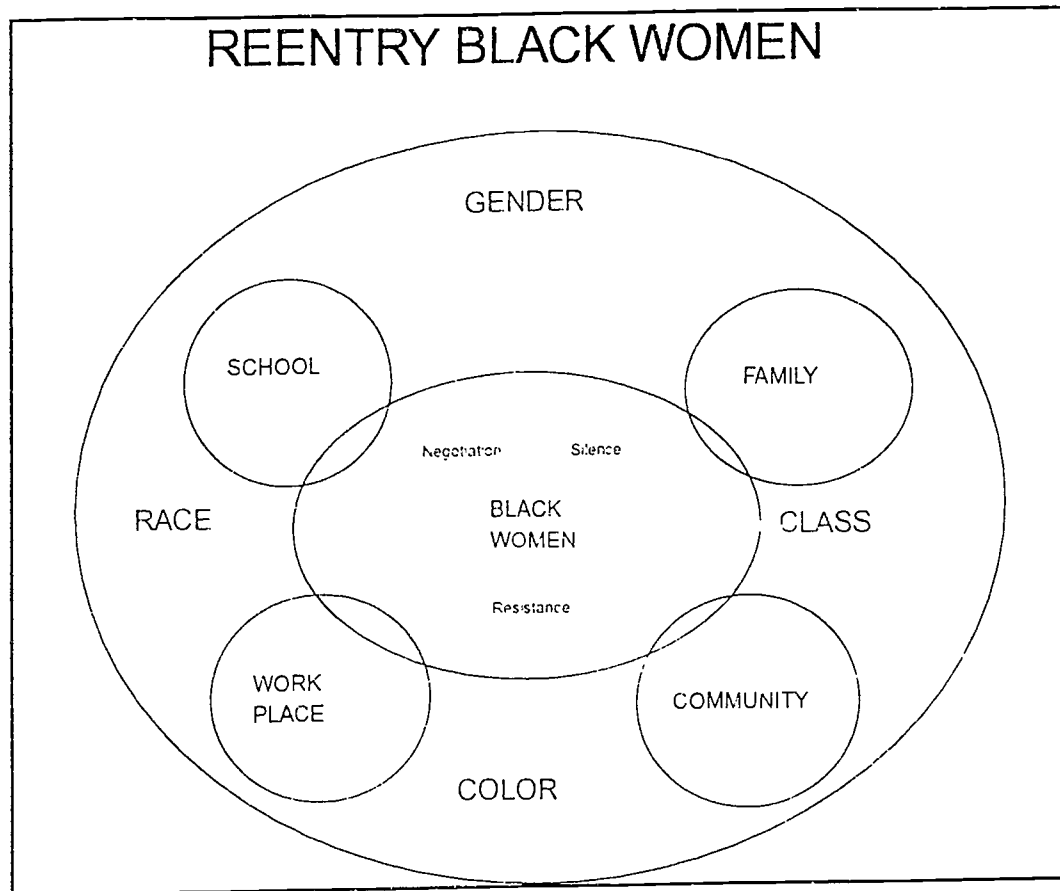 REENTRY BLACK WOMEN
GENDER
SCHOOL
FAMILY
Negotiation
Silence
BLACK
WOMEN
RACE
CLASS
Resistance
WORK
PLACE
COMMUNITY
COLOR